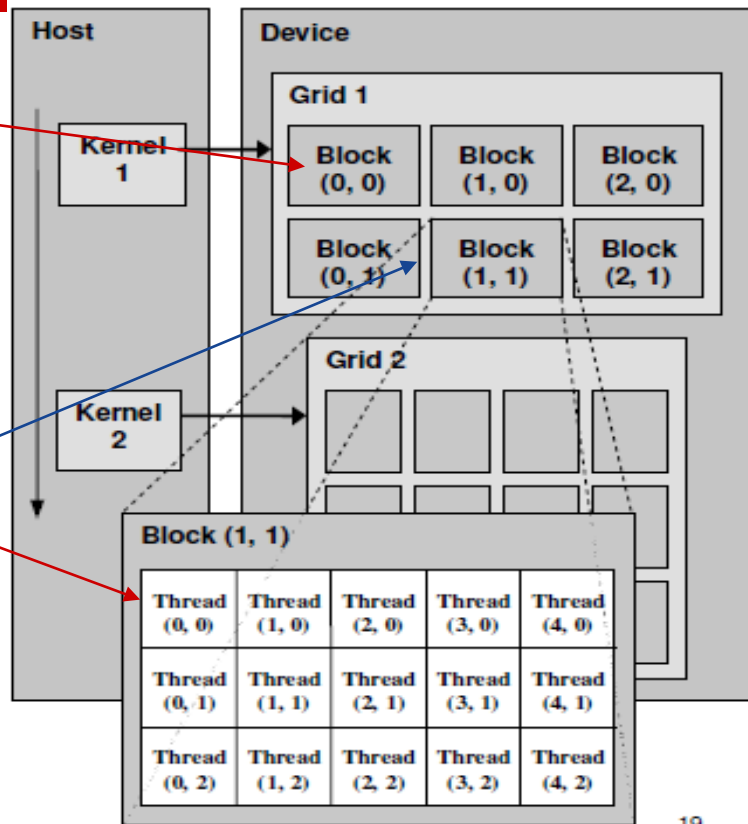 Host
Device
Grid 1
Kernel
1
Block
(0, 0)
Block
(1, 0)
Block
(2, 0)
Block
(0, 1)
Block
(1, 1)
Block
(2, 1)
Grid 2
Kernel
2
Block (1, 1)
Thread
(0, 0)
Thread
(1, 0)
Thread
(2, 0)
Thread
(3, 0)
Thread
(4, 0)
Thread
(0, 1)
Thread
(1, 1)
Thread
(2, 1)
Thread
(3, 1)
Thread
(4, 1)
Thread
(0, 2)
Thread
(1, 2)
Thread
(2, 2)
Thread
(3, 2)
Thread
(4, 2)
19